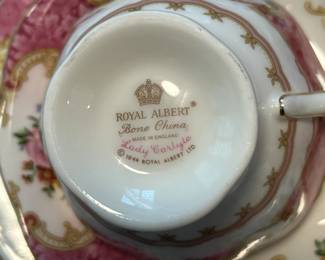 ROYAL ALBERT®
Bone China
MADE IN ENGLAND
Lady Carlyle
© 1944 ROYAL ALBERT LTD